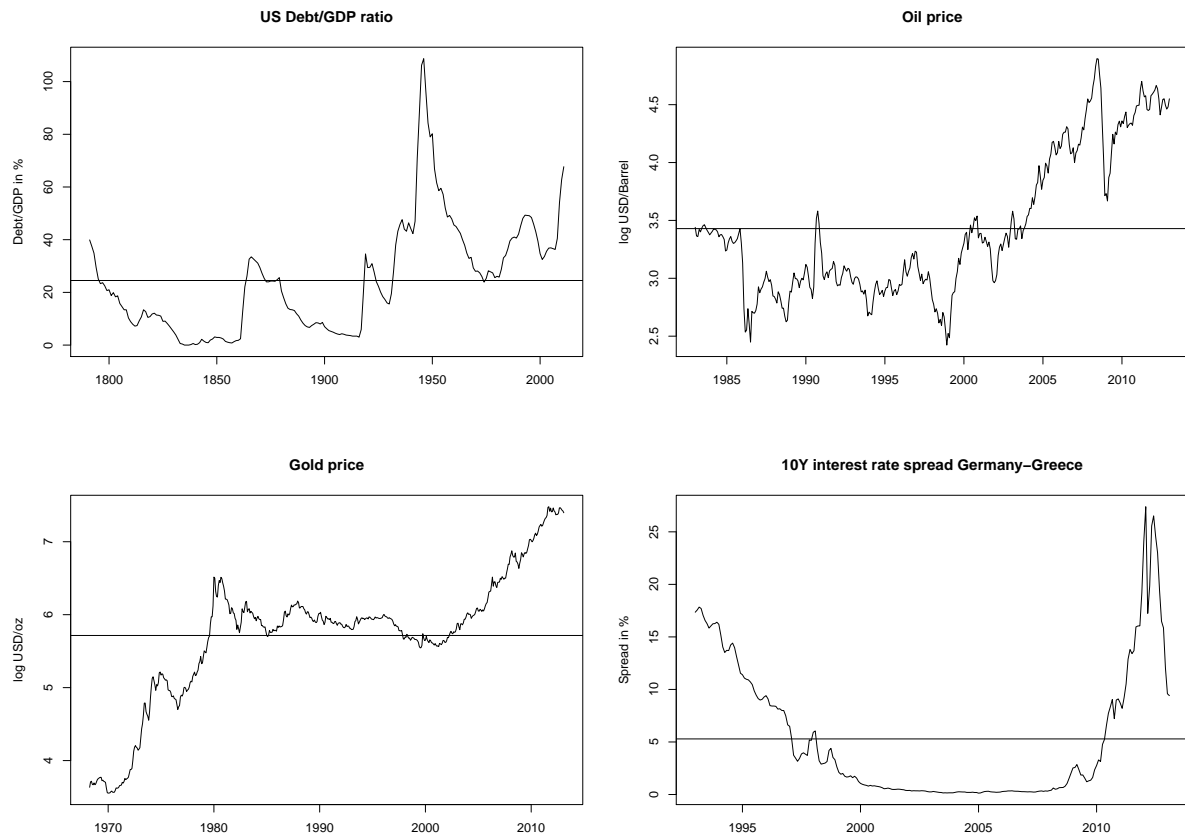 US Debt/GDP ratio
Debt/GDP in %
0 20 40 60 80 100
1800 1850 1900 1950 2000
Oil price
log USD/Barrel
2.5 3.0 3.5 4.0 4.5
1985 1990 1995 2000 2005 2010
Gold price
log USD/oz
4 5 6 7
1970 1980 1990 2000 2010
10Y interest rate spread Germany–Greece
Spread in %
0 5 10 15 20 25
1995 2000 2005 2010